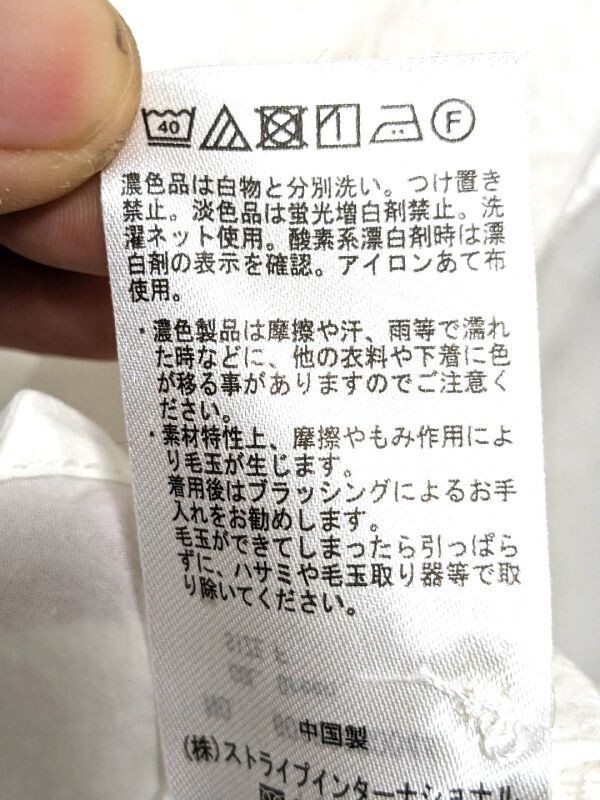 40 F
濃色品は白物と分別洗い。つけ置き
禁止。淡色品は蛍光増白剤禁止。洗
濯ネット使用。酸素系漂白剤時は漂
白剤の表示を確認。アイロンあて布
使用。
・濃色製品は摩擦や汗、雨等で濡れ
た時などに、他の衣料や下着に色
が移る事がありますのでご注意く
ださい。
・素材特性上、摩擦やもみ作用によ
り毛玉が生じます。
着用後はブラッシングによるお手
入れをお勧めします。
毛玉ができてしまったら引っぱら
ずに、ハサミや毛玉取り器等で取
り除いてください。
中国製
(株)ストライプインターナショナル